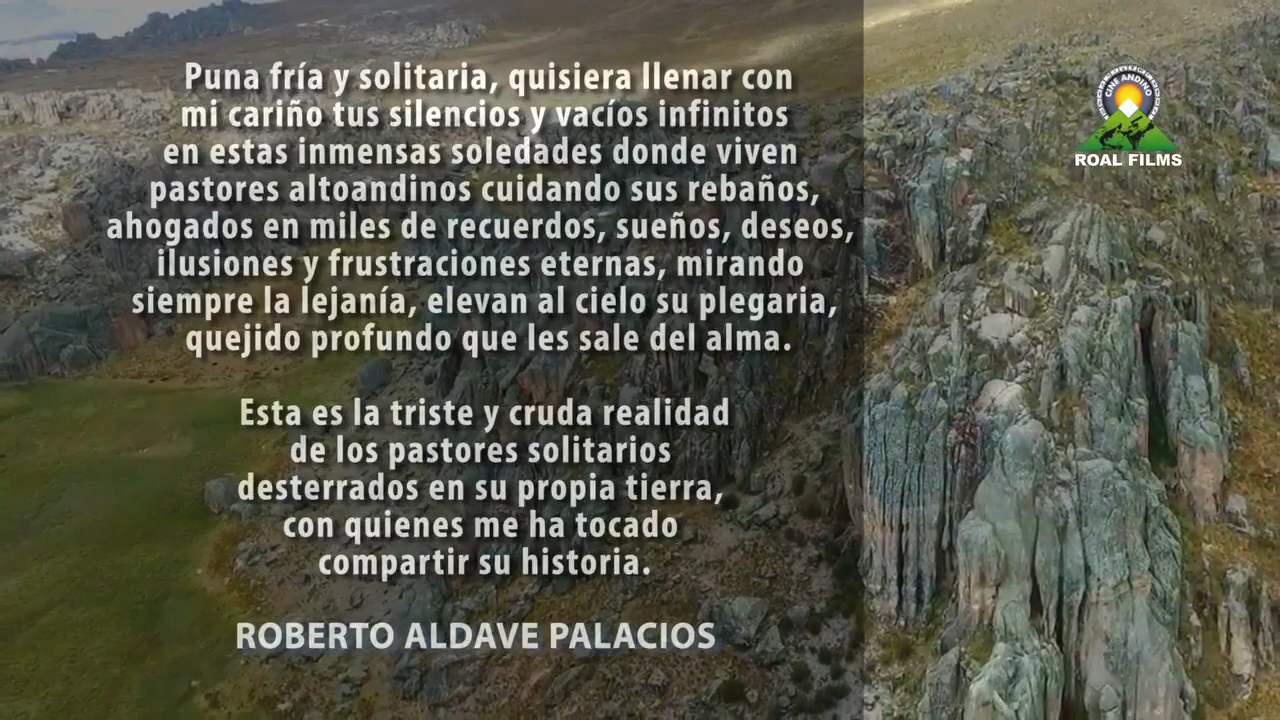 Puna fría y solitaria, quisiera llenar con
mi cariño tus silencios y vacíos infinitos
en estas inmensas soledades donde viven
pastores altoandinos cuidando sus rebaños,
ahogados en miles de recuerdos, sueños, deseos,
ilusiones y frustraciones eternas, mirando
siempre la lejanía, elevan al cielo su plegaria,
quejido profundo que les sale del alma.
Esta es la triste y cruda realidad
de los pastores solitarios
desterrados en su propia tierra,
con quienes me ha tocado
compartir su historia.
ROBERTO ALDAVE PALACIOS
CINE ANDINO
ROAL FILMS